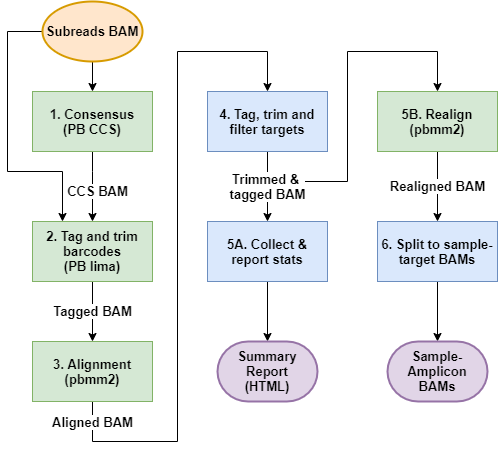 Subreads BAM
1. Consensus
(PB CCS)
CCS BAM
2. Tag and trim
barcodes
(PB lima)
Tagged BAM
3. Alignment
(pbmm2)
Aligned BAM
4. Tag, trim and
filter targets
Trimmed &
tagged BAM
5A. Collect &
report stats
Summary
Report
(HTML)
5B. Realign
(pbmm2)
Realigned BAM
6. Split to sample-
target BAMs
Sample-
Amplicon
BAMs